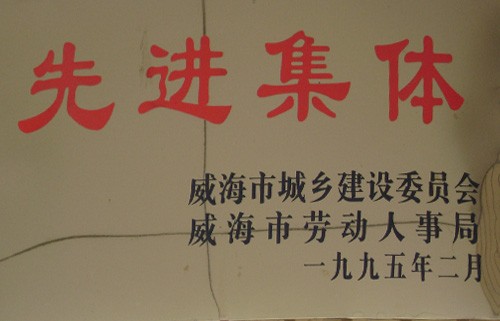 先进集体
威海市城乡建设委员会
威海市劳动人事局
一九九五年二月